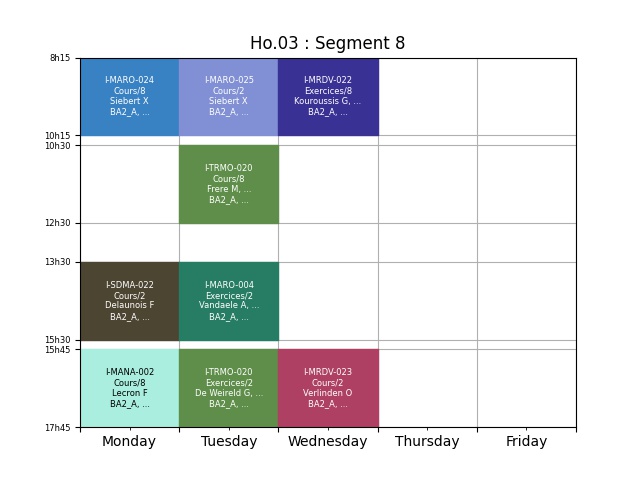 Ho.03 : Segment 8
8h15
I-MARO-024
Cours/8
Siebert X
BA2_A, ...
I-MARO-025
Cours/2
Siebert X
BA2_A, ...
I-MRDV-022
Exercices/8
Kouroussis G, ...
BA2_A, ...
10h15
10h30
I-TRMO-020
Cours/8
Frere M, ...
BA2_A, ...
12h30
13h30
I-SDMA-022
Cours/2
Delaunois F
BA2_A, ...
I-MARO-004
Exercices/2
Vandaele A, ...
BA2_A, ...
15h30
15h45
I-MANA-002
Cours/8
Lecron F
BA2_A, ...
I-TRMO-020
Exercices/2
De Weireld G, ...
BA2_A, ...
I-MRDV-023
Cours/2
Verlinden O
BA2_A, ...
17h45
Monday
Tuesday
Wednesday
Thursday
Friday